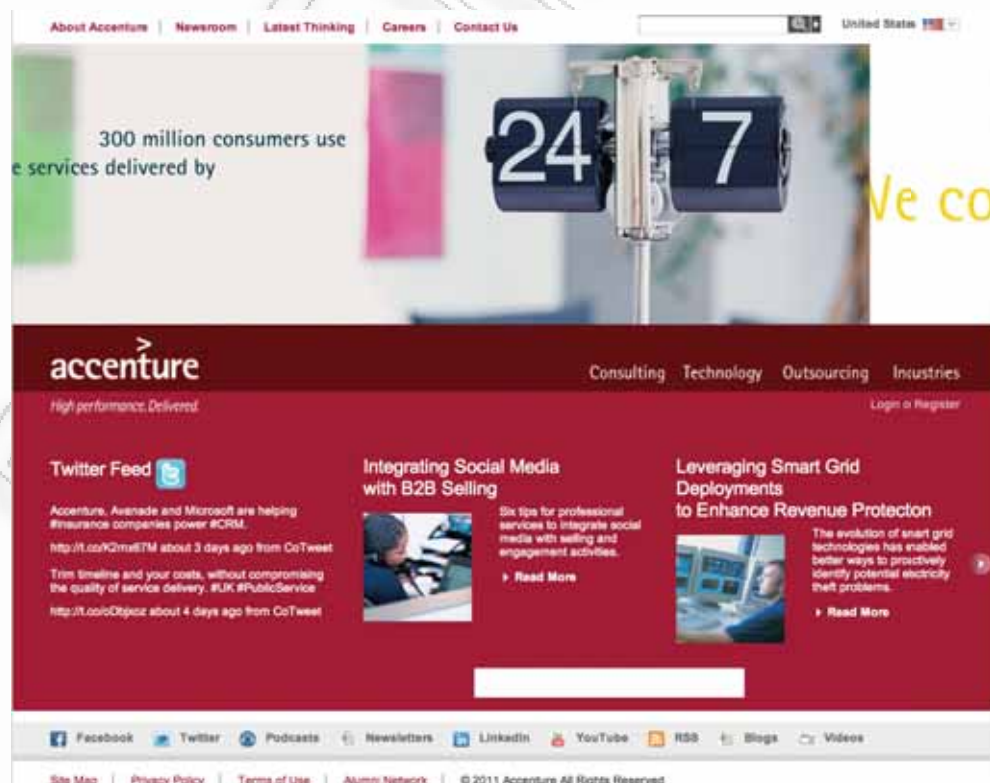 About Accenture | Newsroom | Latest Thinking | Careers | Contact Us
United States
300 million consumers use
e services delivered by
24 7
We co
accenture
Consulting Technology Outsourcing Incustries
High performance. Delivered.
Login o Register
Twitter Feed
Accenture, Avanade and Microsoft are helping
#insurance companies power #CRM.
about 3 days ago from CoTweet
Trim timeline and your costs, without compromising
the quality of service delivery. #UK #PublicService
about 4 days ago from CoTweet
Integrating Social Media
with B2B Selling
Six tips for professional
services to integrate social
media with selling and
engagement activities.
Read More
Leveraging Smart Grid
Deployments
to Enhance Revenue Protecton
The evolution of smart grid
technologies has enabled
better ways to proactively
identify potential electricity
theft problems.
Read More
Facebook Twitter Podcasts Newsletters LinkedIn YouTube RSS Blogs Videos
Site Map | Privacy Policy | Terms of Use | Alumni Network | © 2011 Accenture All Rights Reserved